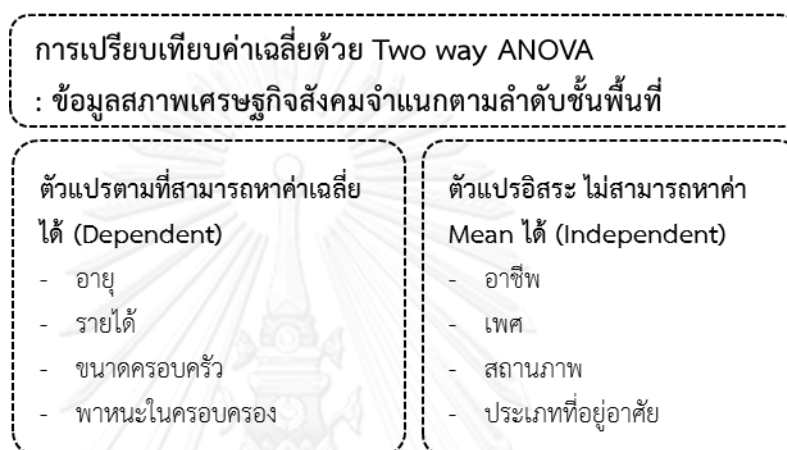 การเปรียบเทียบค่าเฉลี่ยด้วย Two way ANOVA
: ข้อมูลสภาพเศรษฐกิจสังคมจำแนกตามลำดับชั้นพื้นที่
ตัวแปรตามที่สามารถหาค่าเฉลี่ย
ได้ (Dependent)
- อายุ
- รายได้
- ขนาดครอบครัว
- พาหนะในครอบครอง
ตัวแปรอิสระ ไม่สามารถหาค่า
Mean ได้ (Independent)
- อาชีพ
- เพศ
- สถานภาพ
- ประเภทที่อยู่อาศัย